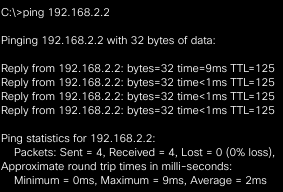 C:\>ping 192.168.2.2
Pinging 192.168.2.2 with 32 bytes of data:
Reply from 192.168.2.2: bytes=32 time=9ms TTL=125
Reply from 192.168.2.2: bytes=32 time<1ms TTL=125
Reply from 192.168.2.2: bytes=32 time<1ms TTL=125
Reply from 192.168.2.2: bytes=32 time<1ms TTL=125
Ping statistics for 192.168.2.2:
Packets: Sent = 4, Received = 4, Lost = 0 (0% loss),
Approximate round trip times in milli-seconds:
Minimum = 0ms, Maximum = 9ms, Average = 2ms